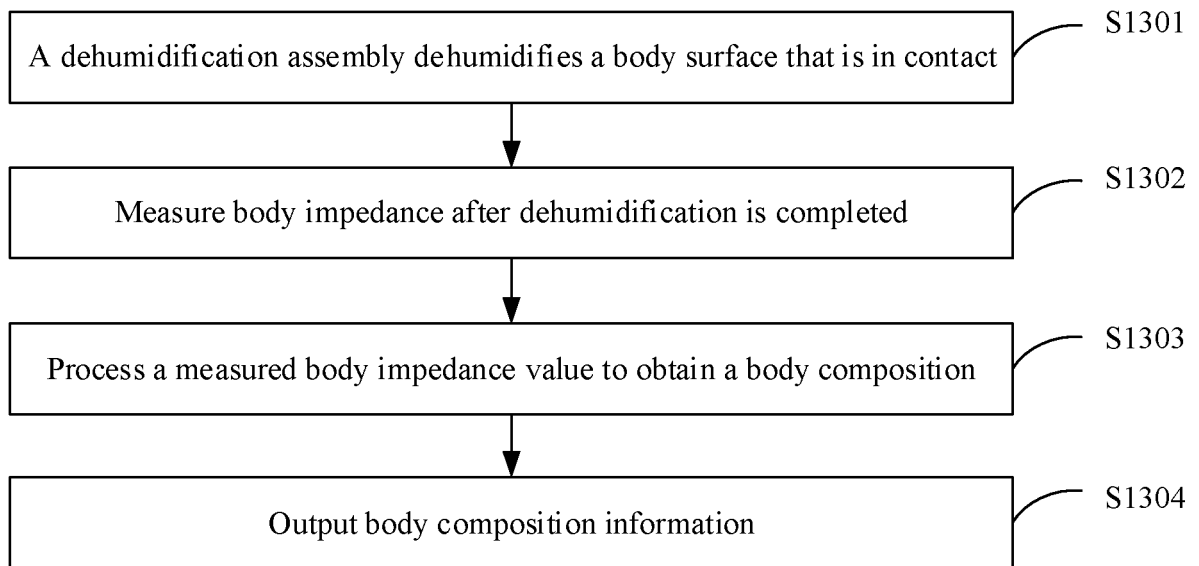 S1301
A dehumidification assembly dehumidifies a body surface that is in contact
S1302
Measure body impedance after dehumidification is completed
S1303
Process a measured body impedance value to obtain a body composition
S1304
Output body composition information